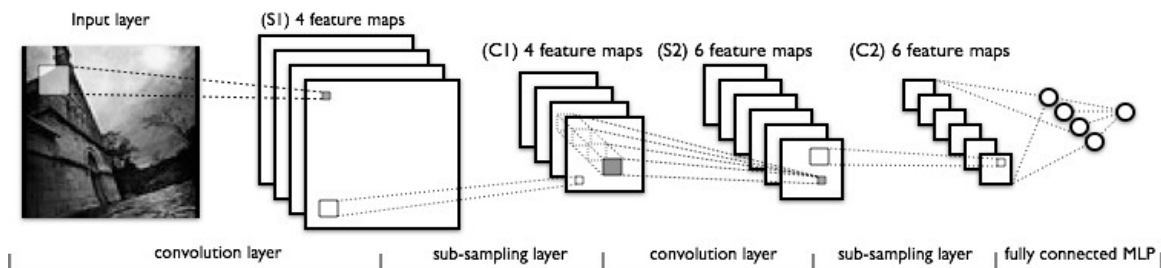 Input layer
(S1) 4 feature maps
(C1) 4 feature maps
(S2) 6 feature maps
(C2) 6 feature maps
convolution layer
sub-sampling layer
convolution layer
sub-sampling layer
fully connected MLP